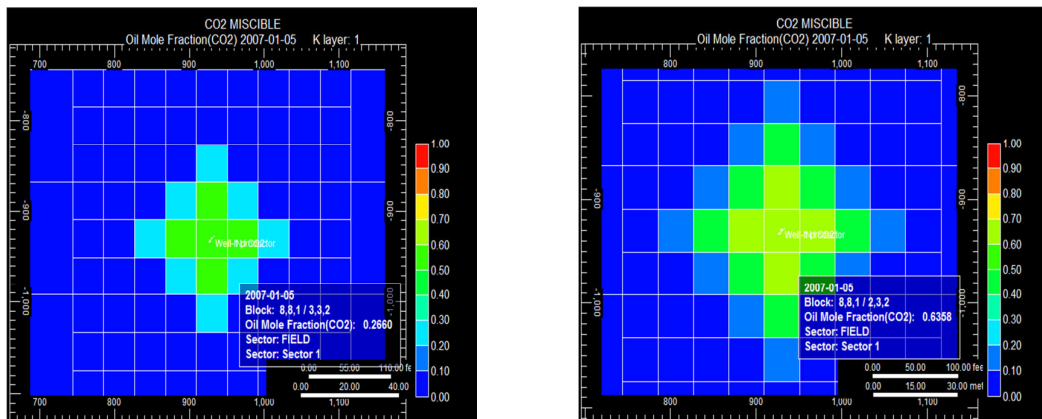 CO2 MISCIBLE
Oil Mole Fraction(CO2) 2007-01-05 K layer: 1
700 800 900 1,000
-800
-900
-1,000
1.00
0.90
0.80
0.70
0.60
0.50
0.40
0.30
0.20
0.10
0.00
2007-01-05
Block: 8,8,1 / 3,3,2
Oil Mole Fraction(CO2): 0.2660
Sector: FIELD
Sector: Sector 1
0.00 55.00 110.00 fee
0.00 20.00 40.00
700 800 900 1,000 1,100
CO2 MISCIBLE
Oil Mole Fraction(CO2) 2007-01-05 K layer: 1
800 900 1,000 1,100
-800
-900
-1,000
1.00
0.90
0.80
0.70
0.60
0.50
0.40
0.30
0.20
0.10
0.00
2007-01-05
Block: 8,8,1 / 2,3,2
Oil Mole Fraction(CO2): 0.6358
Sector: FIELD
Sector: Sector 1
0.00 50.00 100.00 fee
0.00 15.00 30.00 met
800 900 1,000 1,100